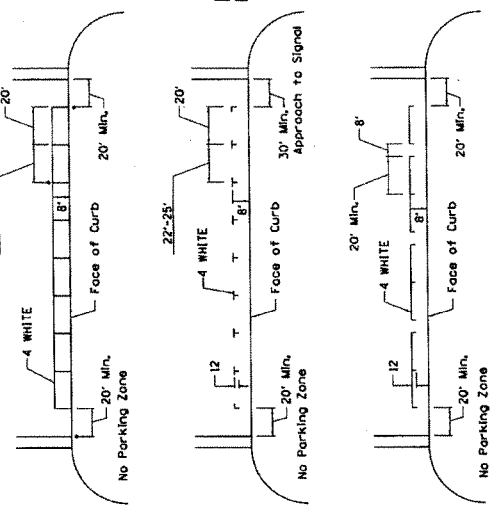 20'
4 WHITE
8'
Face of Curb
20' Min.
20' Min.
No Parking Zone
22'-25'
20'
4 WHITE
8'
12
Face of Curb
30' Min.
Approach to Signal
20' Min.
No Parking Zone
20' Min.
8'
4 WHITE
12
8'
Face of Curb
20' Min.
20' Min.
No Parking Zone